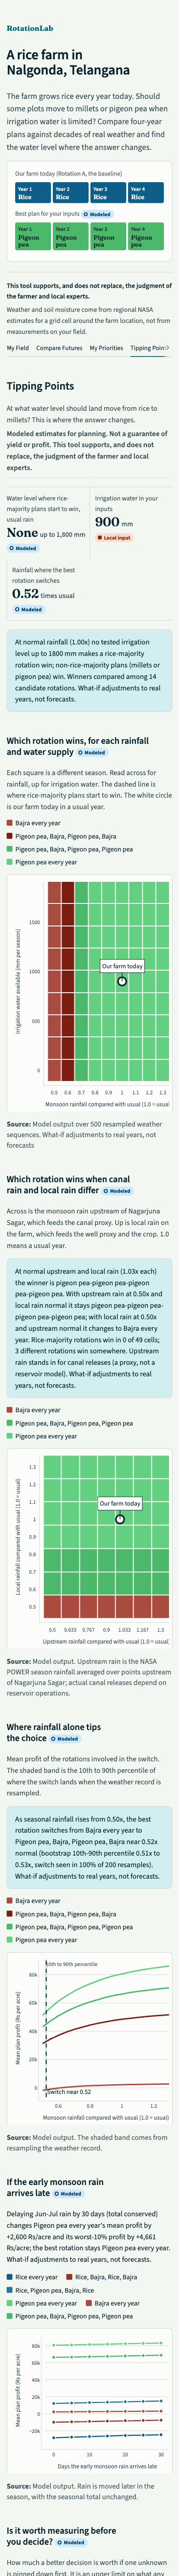 RotationLab
A rice farm in
Nalgonda, Telangana
The farm grows rice every year today. Should
some plots move to millets or pigeon pea when
irrigation water is limited? Compare four-year
plans against decades of real weather and find
the water level where the answer changes.
Our farm today (Rotation A, the baseline)
Year 1 Year 2 Year 3 Year 4
Rice Rice Rice Rice
Best plan for your inputs Modeled
Year 1 Year 2 Year 3 Year 4
Pigeon pea Pigeon pea Pigeon pea Pigeon pea
This tool supports, and does not replace, the judgment of
the farmer and local experts.
Weather and soil moisture come from regional NASA
estimates for a grid cell around the farm location, not from
measurements on your field.
My Field Compare Futures My Priorities Tipping Point
Tipping Points
At what water level should land move from rice to
millets? This is where the answer changes.
Modeled estimates for planning. Not a guarantee of
yield or profit. This tool supports, and does not
replace, the judgment of the farmer and local
experts.
Water level where rice-
majority plans start to win,
usual rain
None up to 1,800 mm
Modeled
Irrigation water in your
inputs
900 mm
Local input
Rainfall where the best
rotation switches
0.52 times usual
Modeled
At normal rainfall (1.00x) no tested irrigation
level up to 1800 mm makes a rice-majority
rotation win; non-rice-majority plans (millets or
pigeon pea) win. Winners compared among 14
candidate rotations. What-if adjustments to real
years, not forecasts.
Which rotation wins, for each rainfall
and water supply Modeled
Each square is a different season. Read across for
rainfall, up for irrigation water. The dashed line is
where rice-majority plans start to win. The white circle
is our farm today in a usual year.
Bajra every year
Pigeon pea, Bajra, Pigeon pea, Bajra
Pigeon pea, Bajra, Pigeon pea, Pigeon pea
Pigeon pea every year
Irrigation water available (mm per season)
1500
1000
500
0
Our farm today
0.5 0.6 0.7 0.8 0.9 1 1.1 1.2 1.3
Monsoon rainfall compared with usual (1.0 = usual
Source: Model output over 500 resampled weather
sequences. What-if adjustments to real years, not
forecasts
Which rotation wins when canal
rain and local rain differ Modeled
Across is the monsoon rain upstream of Nagarjuna
Sagar, which feeds the canal proxy. Up is local rain on
the farm, which feeds the well proxy and the crop. 1.0
means a usual year.
At normal upstream and local rain (1.03x each)
the winner is pigeon pea-pigeon pea-pigeon
pea-pigeon pea. With upstream rain at 0.50x and
local rain normal it stays pigeon pea-pigeon pea-
pigeon pea-pigeon pea; with local rain at 0.50x
and upstream normal it changes to Bajra every
year. Rice-majority rotations win in 0 of 49 cells;
3 different rotations win somewhere. Upstream
rain stands in for canal releases (a proxy, not a
reservoir model). What-if adjustments to real
years, not forecasts.
Bajra every year
Pigeon pea, Bajra, Pigeon pea, Pigeon pea
Pigeon pea every year
Local rainfall compared with usual (1.0 = usual)
1.3
1.2
1.1
1
0.9
0.8
0.7
0.6
0.5
Our farm today
0.5 0.633 0.767 0.9 1.033 1.167 1.3
Upstream rainfall compared with usual (1.0 = usual
Source: Model output. Upstream rain is the NASA
POWER season rainfall averaged over points upstream
of Nagarjuna Sagar; actual canal releases depend on
reservoir operations.
Where rainfall alone tips
the choice Modeled
Mean profit of the rotations involved in the switch.
The shaded band is the 10th to 90th percentile of
where the switch lands when the weather record is
resampled.
As seasonal rainfall rises from 0.50x, the best
rotation switches from Bajra every year to
Pigeon pea, Bajra, Pigeon pea, Bajra near 0.52x
normal (bootstrap 10th-90th percentile 0.51x to
0.53x, switch seen in 100% of 200 resamples).
What-if adjustments to real years, not forecasts.
Bajra every year
Pigeon pea, Bajra, Pigeon pea, Bajra
Pigeon pea, Bajra, Pigeon pea, Pigeon pea
Pigeon pea every year
Mean plan profit (Rs per acre)
10th to 90th percentile
80k
60k
40k
20k
0
Switch near 0.52
0.6 0.8 1 1.2
Monsoon rainfall compared with usual (1.0 = usual)
Source: Model output. The shaded band comes from
resampling the weather record.
If the early monsoon rain
arrives late Modeled
Delaying Jun-Jul rain by 30 days (total conserved)
changes Pigeon pea every year's mean profit by
+2,600 Rs/acre and its worst-10% profit by +4,661
Rs/acre; the best rotation stays Pigeon pea every year.
What-if adjustments to real years, not forecasts.
Rice every year Rice, Bajra, Rice, Bajra
Rice, Pigeon pea, Bajra, Rice
Pigeon pea every year Bajra every year
Pigeon pea, Bajra, Pigeon pea, Pigeon pea
Mean plan profit (Rs per acre)
80k
60k
40k
20k
0
−20k
0 10 20 30
Days the early monsoon rain arrives late
Source: Model output. Rain is moved later in the
season, with the seasonal total unchanged.
Is it worth measuring before
you decide? Modeled
How much a better decision is worth if one unknown
is pinned down first. It is an upper limit on what any